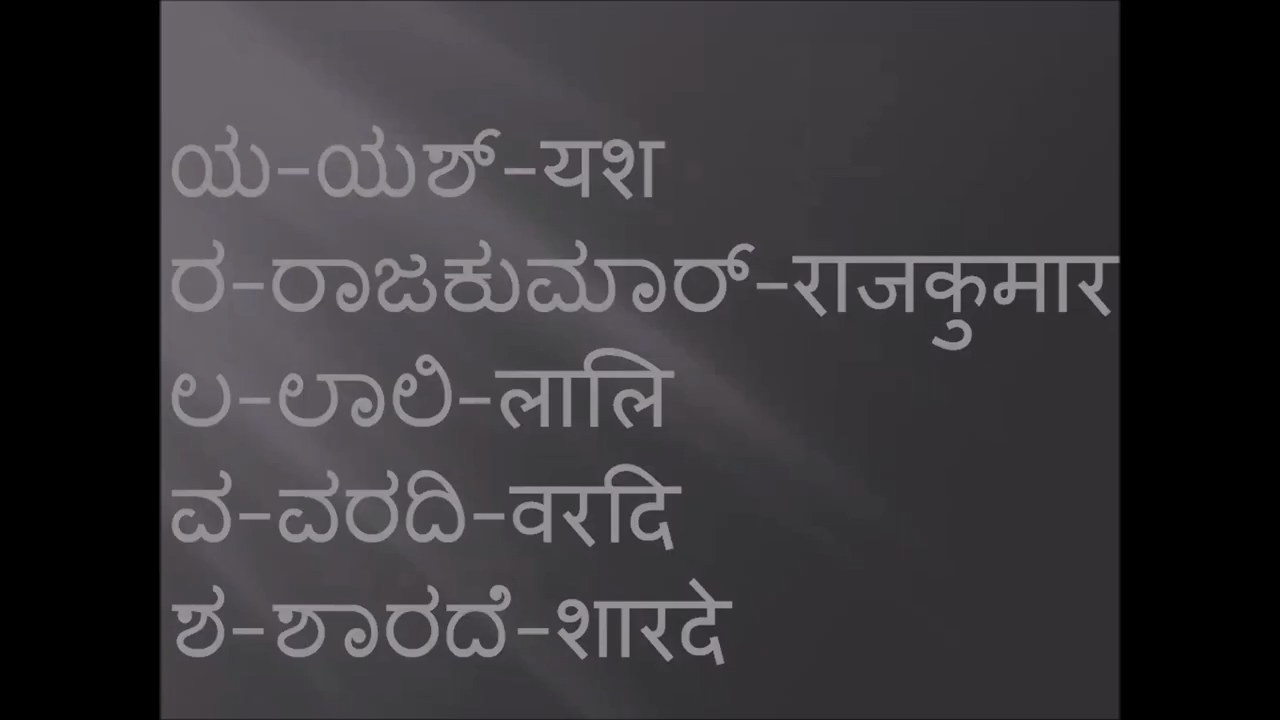 ಯ-ಯಶ್-यश
ರ-ರಾಜಕುಮಾರ್-राजकुमार
ಲ-ಲಾಲಿ-लालि
ವ-ವರದಿ-वरदि
ಶ-ಶಾರದೆ-शारदे